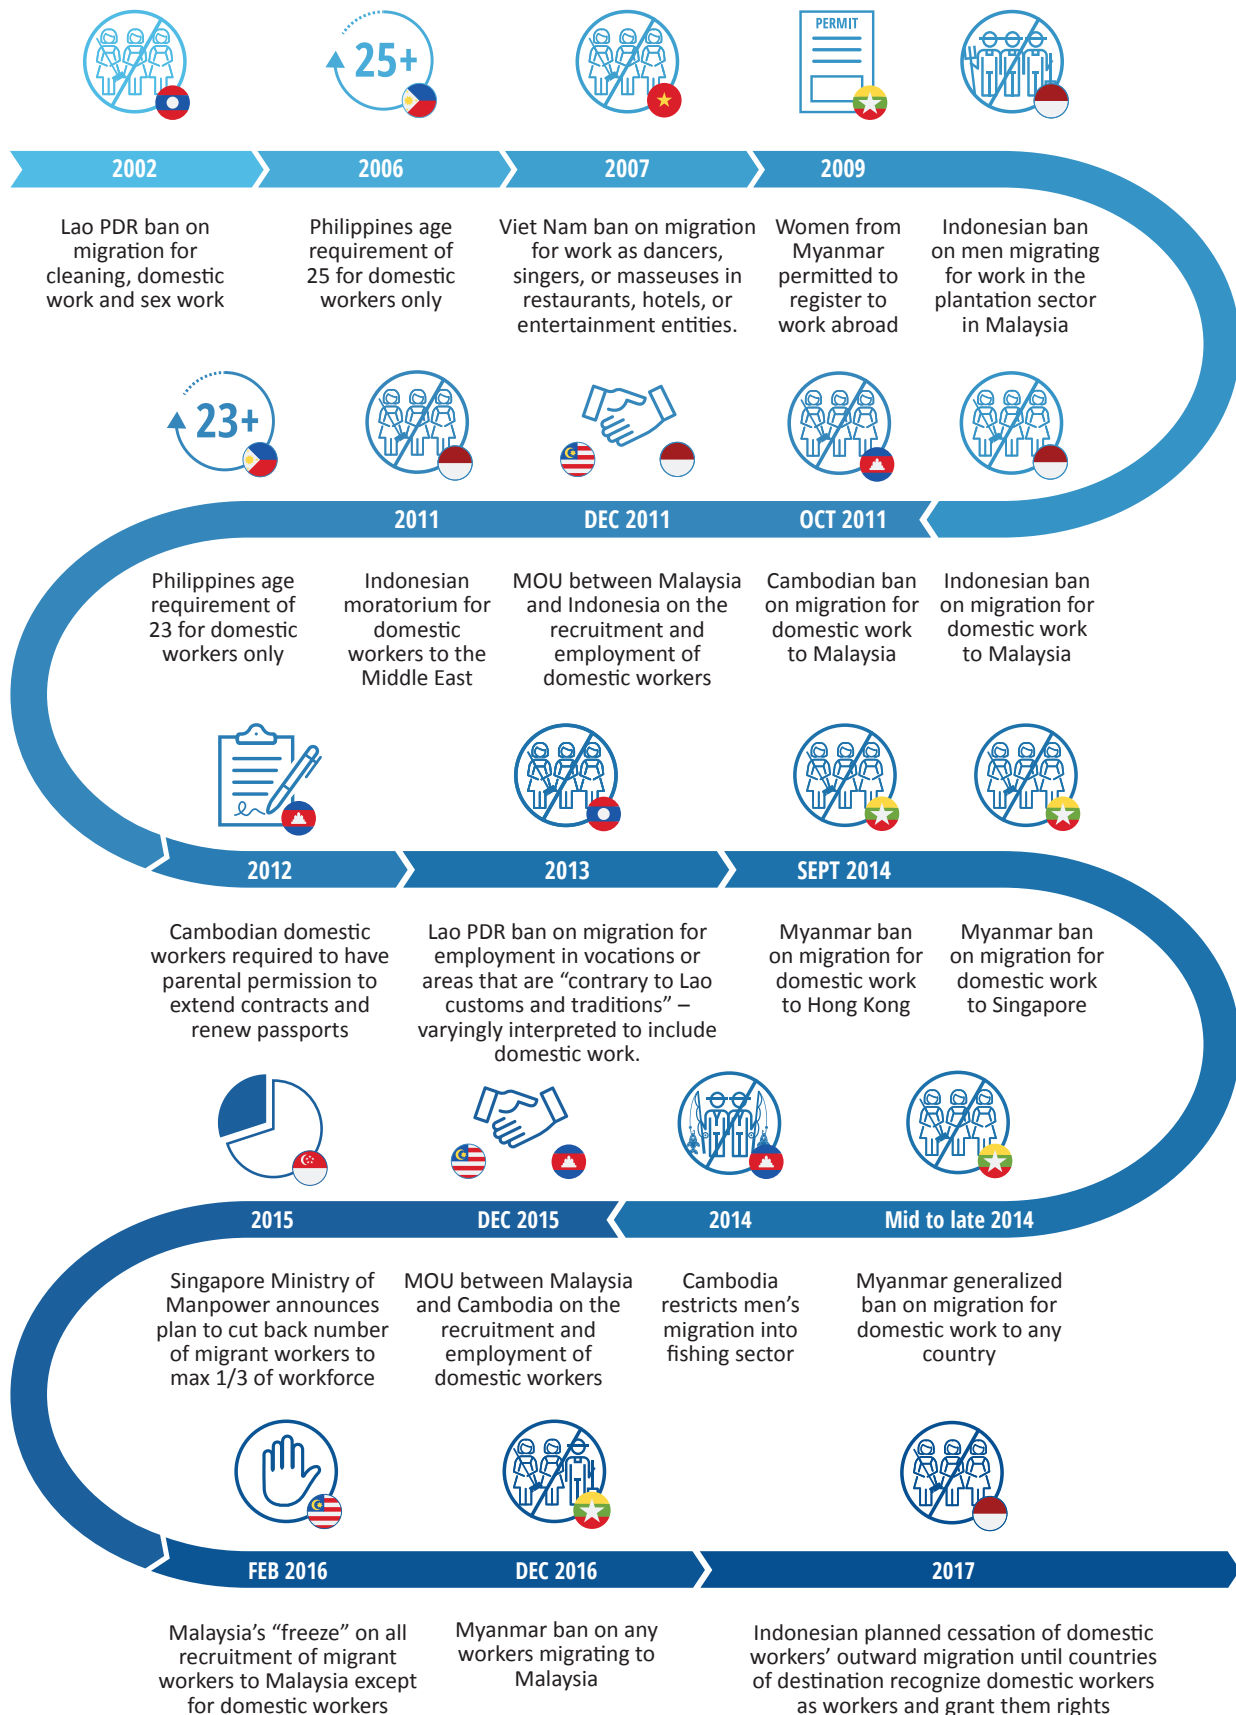 25+
PERMIT
2002
2006
2007
2009
Lao PDR ban on
migration for
cleaning, domestic
work and sex work
Philippines age
requirement of
25 for domestic
workers only
Viet Nam ban on migration
for work as dancers,
singers, or masseuses in
restaurants, hotels, or
entertainment entities.
Women from
Myanmar
permitted to
register to
work abroad
Indonesian ban
on men migrating
for work in the
plantation sector
in Malaysia
23+
2011
DEC 2011
OCT 2011
Philippines age
requirement of
23 for domestic
workers only
Indonesian
moratorium for
domestic
workers to the
Middle East
MOU between Malaysia
and Indonesia on the
recruitment and
employment of
domestic workers
Cambodian ban
on migration for
domestic work
to Malaysia
Indonesian ban
on migration for
domestic work
to Malaysia
2012
2013
SEPT 2014
Cambodian domestic
workers required to have
parental permission to
extend contracts and
renew passports
Lao PDR ban on migration for
employment in vocations or
areas that are “contrary to Lao
customs and traditions” –
varyingly interpreted to include
domestic work.
Myanmar ban
on migration for
domestic work
to Hong Kong
Myanmar ban
on migration for
domestic work
to Singapore
2015
DEC 2015
2014
Mid to late 2014
Singapore Ministry of
Manpower announces
plan to cut back number
of migrant workers to
max 1/3 of workforce
MOU between Malaysia
and Cambodia on the
recruitment and
employment of
domestic workers
Cambodia
restricts men’s
migration into
fishing sector
Myanmar generalized
ban on migration for
domestic work to any
country
FEB 2016
DEC 2016
2017
Malaysia’s “freeze” on all
recruitment of migrant
workers to Malaysia except
for domestic workers
Myanmar ban on any
workers migrating to
Malaysia
Indonesian planned cessation of domestic
workers’ outward migration until countries
of destination recognize domestic workers
as workers and grant them rights